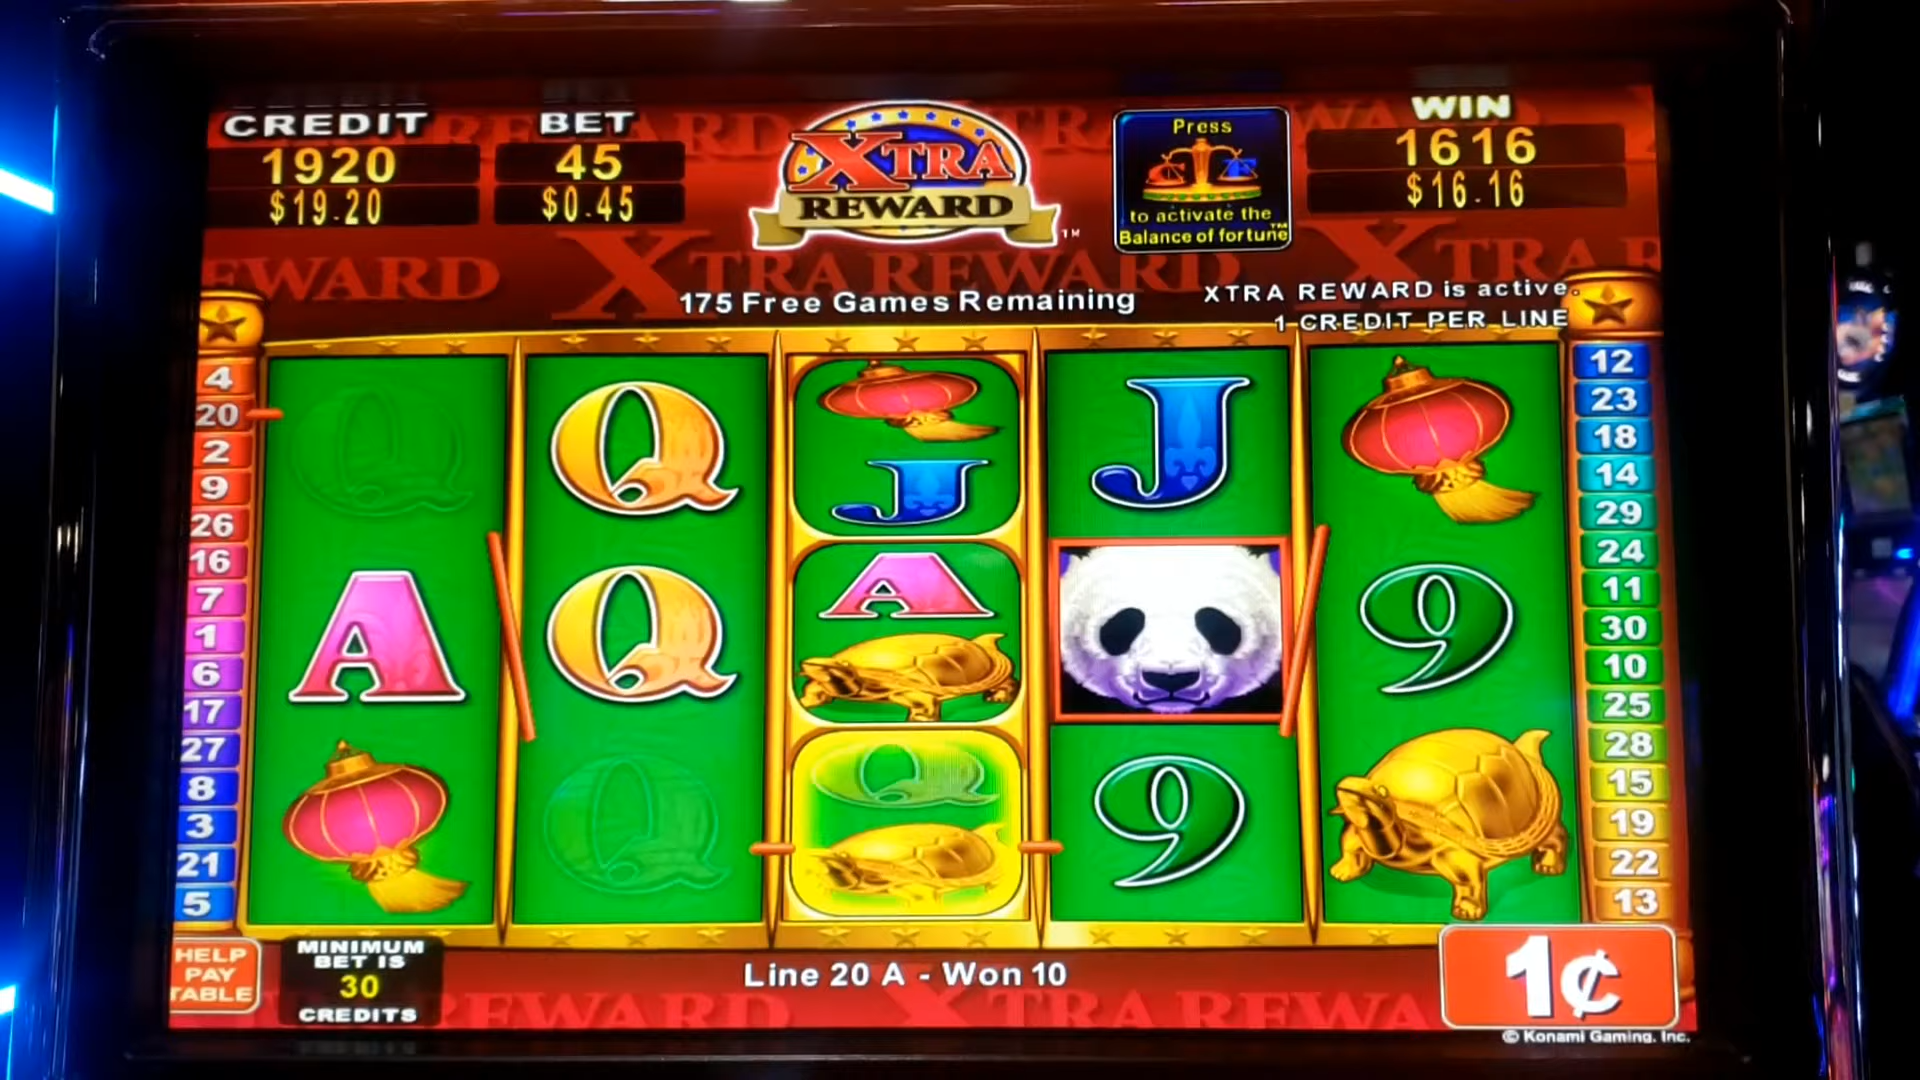 CREDIT
1920
$19.20
BET
45
$0.45
XTRA
REWARD
™
Press
to activate the
Balance of fortune™
WIN
1616
$16.16
175 Free Games Remaining
XTRA REWARD is active.
1 CREDIT PER LINE
4
20
2
9
26
16
7
1
6
17
27
8
3
21
5
Q
A
Q
Q
Q
J
A
Q
J
9
9
12
23
18
14
29
24
11
30
10
25
28
15
19
22
13
HELP
PAY
TABLE
MINIMUM
BET IS
30
CREDITS
Line 20 A - Won 10
1¢
© Konami Gaming, Inc.